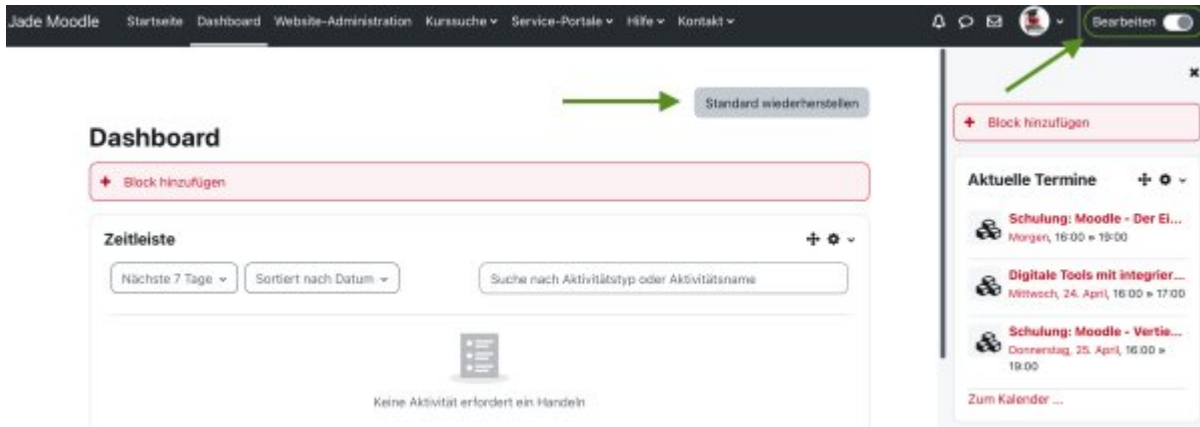 Jade Moodle Startseite Dashboard Website-Administration Kurssuche Service-Portale Hilfe Kontakt Bearbeiten
Standard wiederherstellen
Dashboard
+ Block hinzufügen
Zeitleiste
Nächste 7 Tage Sortiert nach Datum Suche nach Aktivitätstyp oder Aktivitätsname
Keine Aktivität erfordert ein Handeln
+ Block hinzufügen
Aktuelle Termine
Schulung: Moodle - Der Ei...
Morgen, 16:00 » 19:00
Digitale Tools mit integrier...
Mittwoch, 24. April, 16:00 » 17:00
Schulung: Moodle - Vertie...
Donnerstag, 25. April, 16:00 »
19:00
Zum Kalender ...